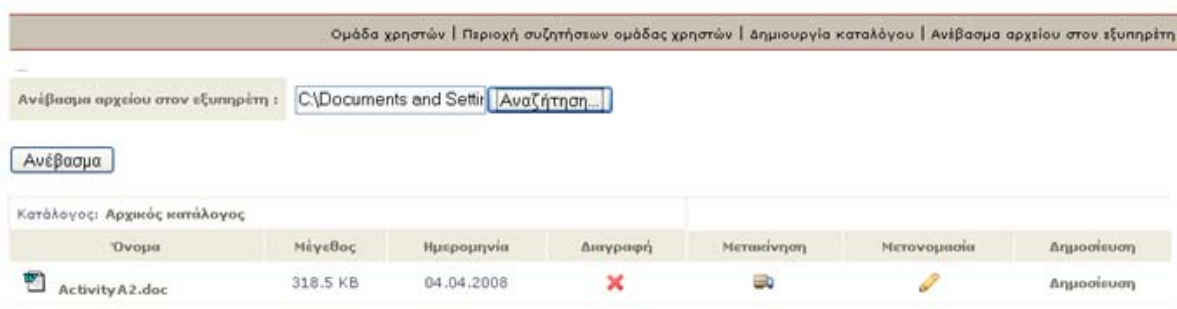 Ομάδα χρηστών | Περιοχή συζητήσεων ομάδας χρηστών | Δημιουργία καταλόγου | Ανέβασμα αρχείου στον εξυπηρέτη
Ανέβασμα αρχείου στον εξυπηρέτη : C:\Documents and Settin Αναζήτηση...
Ανέβασμα
Κατάλογος: Αρχικός κατάλογος
Όνομα Μέγεθος Ημερομηνία Διαγραφή Μετακίνηση Μετονομασία Δημοσίευση
ActivityA2.doc 318.5 KB 04.04.2008 Δημοσίευση